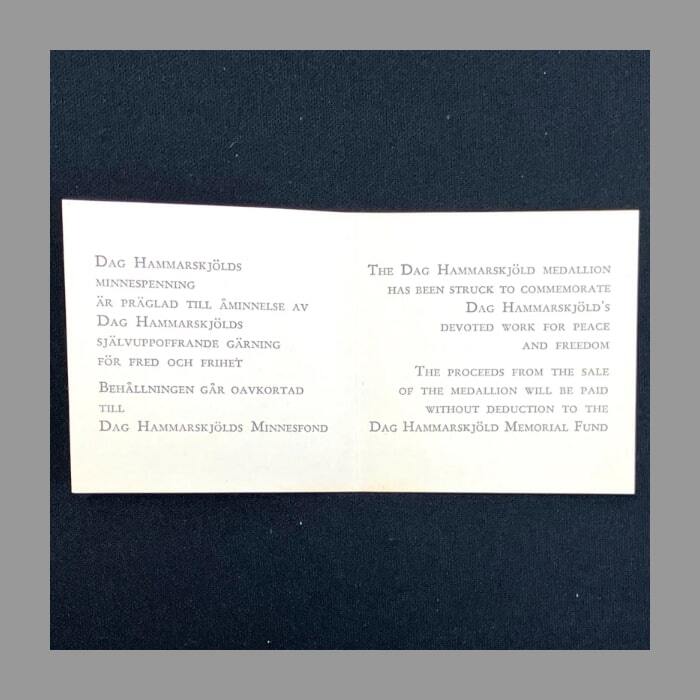 Dag Hammarskjölds
minnespenning
är präglad till åminnelse av
Dag Hammarskjölds
självuppoffrande gärning
för fred och frihet
Behållningen går oavkortad
till
Dag Hammarskjölds Minnesfond
The Dag Hammarskjöld medallion
has been struck to commemorate
Dag Hammarskjöld's
devoted work for peace
and freedom
The proceeds from the sale
of the medallion will be paid
without deduction to the
Dag Hammarskjöld Memorial Fund